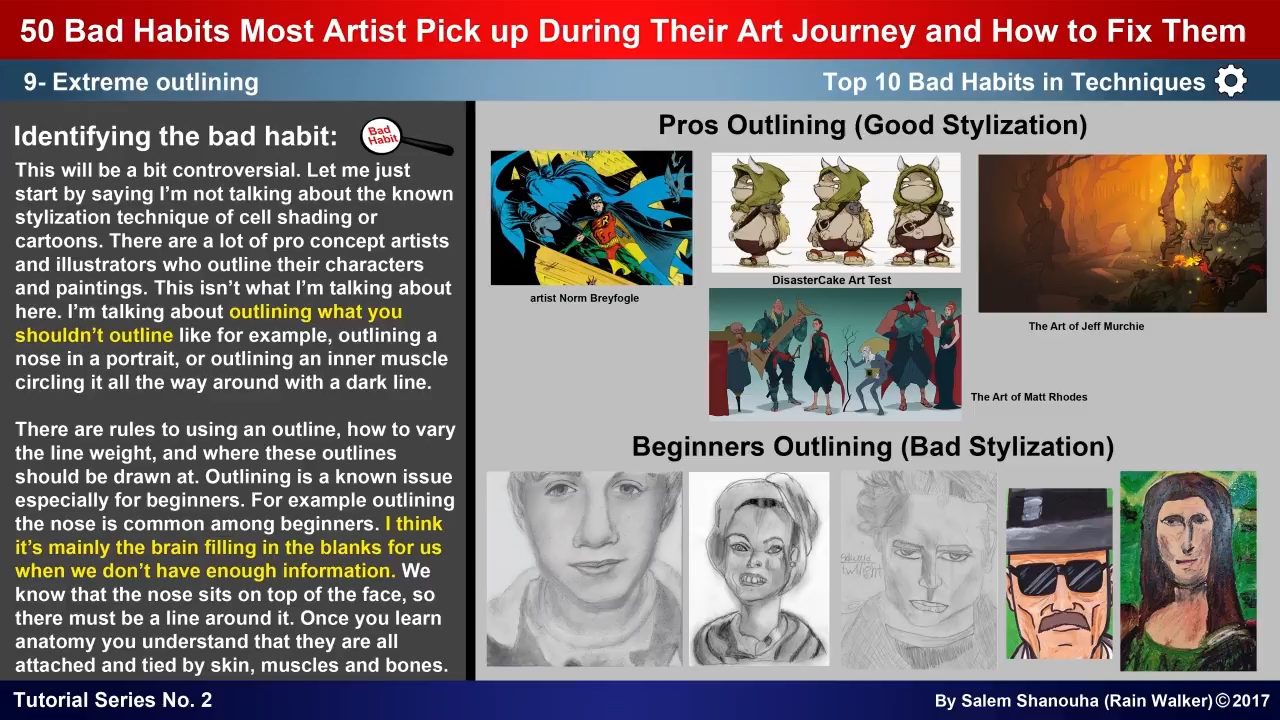 50 Bad Habits Most Artist Pick up During Their Art Journey and How to Fix Them
9- Extreme outlining
Top 10 Bad Habits in Techniques
Identifying the bad habit:
Bad
Habit
This will be a bit controversial. Let me just
start by saying I’m not talking about the known
stylization technique of cell shading or
cartoons. There are a lot of pro concept artists
and illustrators who outline their characters
and paintings. This isn’t what I’m talking about
here. I’m talking about outlining what you
shouldn’t outline like for example, outlining a
nose in a portrait, or outlining an inner muscle
circling it all the way around with a dark line.
There are rules to using an outline, how to vary
the line weight, and where these outlines
should be drawn at. Outlining is a known issue
especially for beginners. For example outlining
the nose is common among beginners. I think
it’s mainly the brain filling in the blanks for us
when we don’t have enough information. We
know that the nose sits on top of the face, so
there must be a line around it. Once you learn
anatomy you understand that they are all
attached and tied by skin, muscles and bones.
Pros Outlining (Good Stylization)
artist Norm Breyfogle
DisasterCake Art Test
The Art of Jeff Murchie
The Art of Matt Rhodes
Beginners Outlining (Bad Stylization)
Edward
twilight
Tutorial Series No. 2
By Salem Shanouha (Rain Walker)©2017